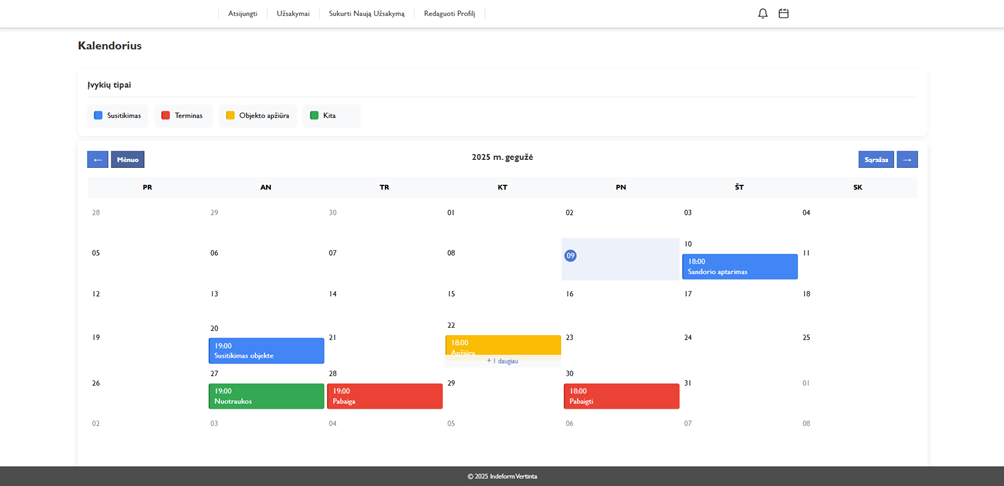 Atsijungti Užsakymai Sukurti Naują Užsakymą Redaguoti Profilį
Kalendorius
Įvykių tipai
Susitikimas Terminas Objekto apžiūra Kita
← Mėnuo 2025 m. gegužė Sąrašas →
PR AN TR KT PN ŠT SK
28 29 30 01 02 03 04
05 06 07 08 09 10 11
18:00
Sandorio aptarimas
12 13 14 15 16 17 18
19 20 21 22 23 24 25
19:00 18:00
Susitikimas objekte Apžiūra
+ 1 daugiau
26 27 28 29 30 31 01
19:00 19:00 18:00
Nuotraukos Pabaiga Pabaigti
02 03 04 05 06 07 08
© 2025 Indeform Vertinta